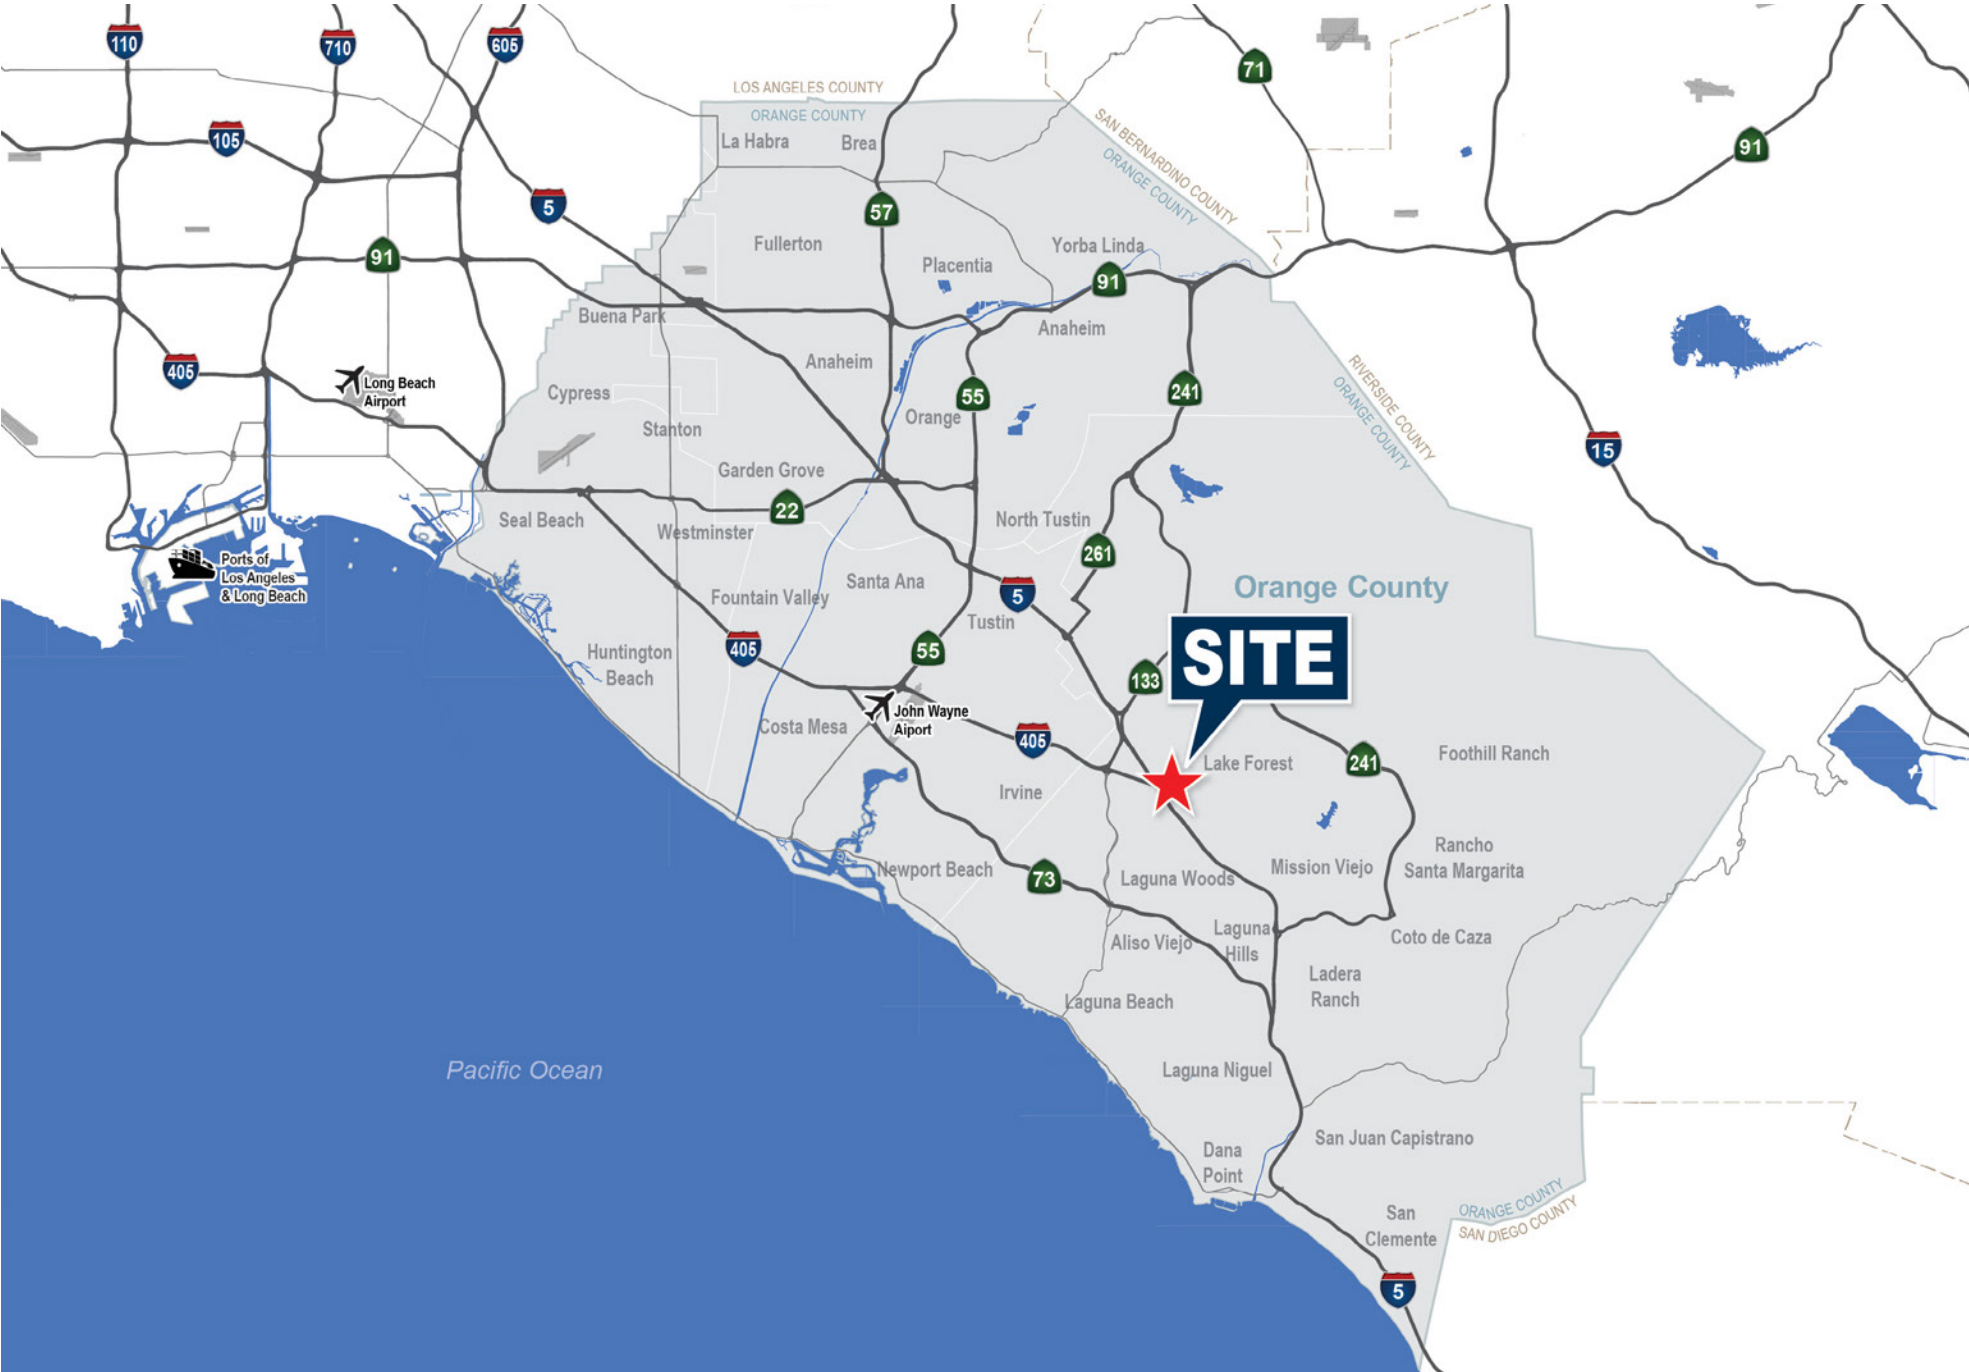 110
710
605
71
LOS ANGELES COUNTY
ORANGE COUNTY
SAN BERNARDINO COUNTY
ORANGE COUNTY
105
La Habra
Brea
91
5
57
Fullerton
Yorba Linda
91
Placentia
91
Buena Park
Anaheim
Anaheim
405
Long Beach
Airport
Cypress
55
241
RIVERSIDE COUNTY
ORANGE COUNTY
Orange
Stanton
15
Garden Grove
22
Seal Beach
Westminster
North Tustin
261
Ports of
Los Angeles
& Long Beach
Santa Ana
Orange County
Fountain Valley
5
Tustin
405
55
Huntington
Beach
SITE
133
John Wayne
Aiport
Costa Mesa
405
Lake Forest
241
Foothill Ranch
Irvine
Rancho
Santa Margarita
Newport Beach
73
Laguna Woods
Mission Viejo
Laguna
Hills
Aliso Viejo
Coto de Caza
Ladera
Ranch
Laguna Beach
Pacific Ocean
Laguna Niguel
San Juan Capistrano
Dana
Point
ORANGE COUNTY
SAN DIEGO COUNTY
San
Clemente
5